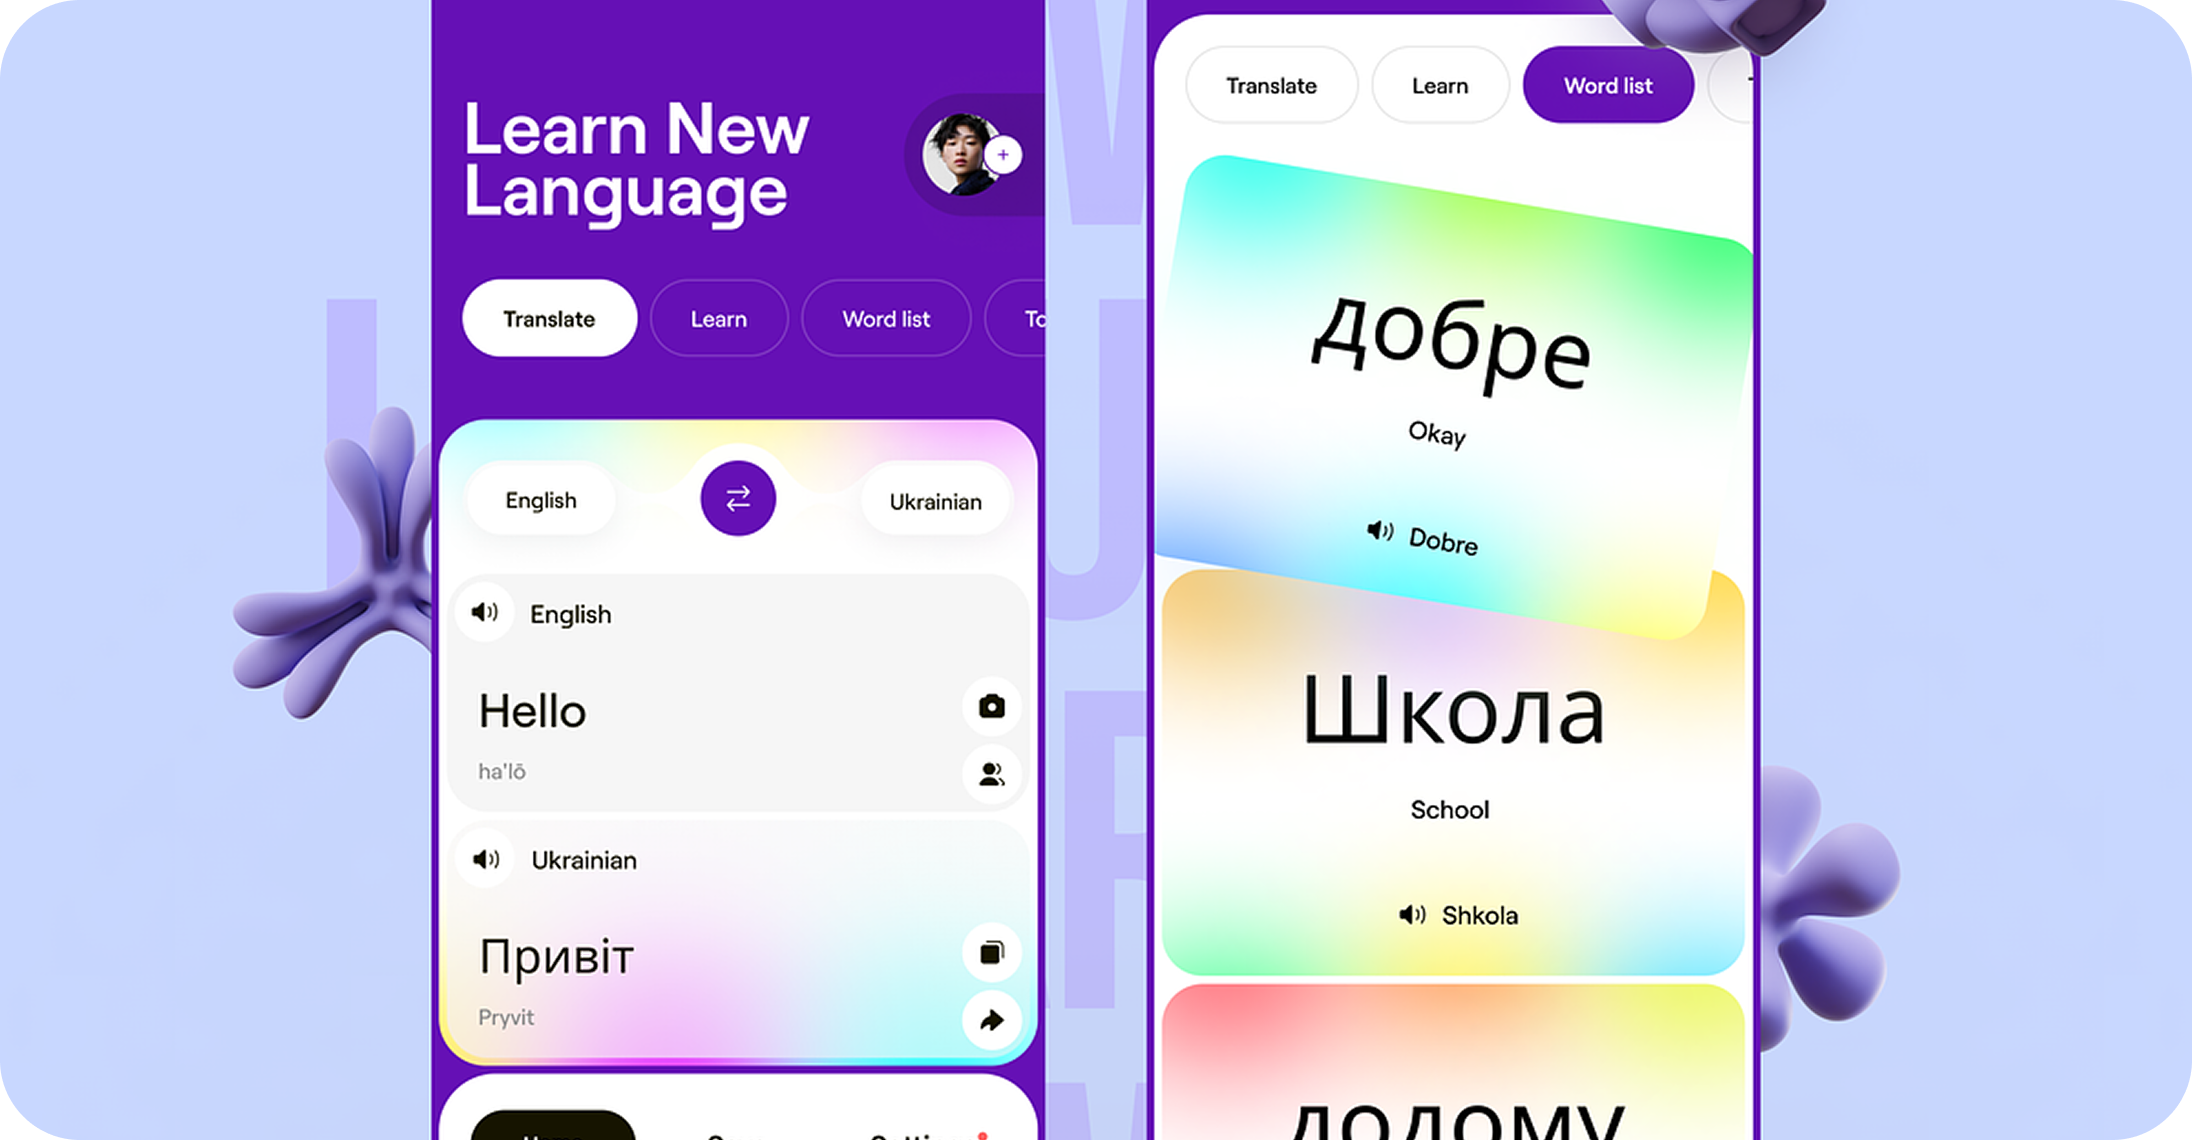 Learn New
Language
Translate
Learn
Word list
English
Ukrainian
English
Hello
ha'lō
Ukrainian
Привіт
Pryvit
Translate
Learn
Word list
добре
Okay
Dobre
Школа
School
Shkola
додому